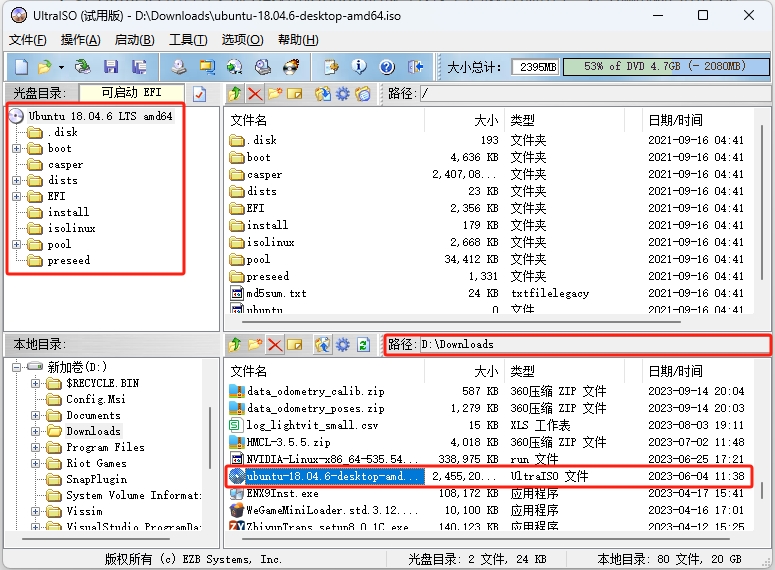 UltraISO (试用版) - D:\Downloads\ubuntu-18.04.6-desktop-amd64.iso
文件(F) 操作(A) 启动(B) 工具(T) 选项(O) 帮助(H)
大小总计: 2395MB 53% of DVD 4.7GB (- 2080MB)
光盘目录: 可启动 EFI 路径: /
Ubuntu 18.04.6 LTS amd64
.disk
boot
casper
dists
EFI
install
isolinux
pool
preseed
文件名 大小 类型 日期/时间
.disk 193 文件夹 2021-09-16 04:41
boot 4,636 KB 文件夹 2021-09-16 04:41
casper 2,407,08... 文件夹 2021-09-16 04:41
dists 23 KB 文件夹 2021-09-16 04:41
EFI 2,356 KB 文件夹 2021-09-16 04:41
install 179 KB 文件夹 2021-09-16 04:41
isolinux 2,668 KB 文件夹 2021-09-16 04:41
pool 34,412 KB 文件夹 2021-09-16 04:41
preseed 1,331 文件夹 2021-09-16 04:41
md5sum.txt 24 KB txtfilelegacy 2021-09-16 04:41
ubuntu 0 文件 2021-09-16 04:41
本地目录: 路径: D:\Downloads
新加卷(D:)
$RECYCLE.BIN
Config.Msi
Documents
Downloads
Program Files
Riot Games
SnapPlugin
System Volume Informat:
Vissim
VisualStudio ProgramDa
文件名 大小 类型 日期/时间
data_odometry_calib.zip 587 KB 360压缩 ZIP 文件 2023-09-14 20:04
data_odometry_poses.zip 1,279 KB 360压缩 ZIP 文件 2023-09-14 20:03
log_lightvit_small.csv 15 KB XLS 工作表 2023-08-03 19:11
HMCL-3.5.5.zip 4,018 KB 360压缩 ZIP 文件 2023-07-02 11:48
NVIDIA-Linux-x86_64-535.54... 338,975 KB run 文件 2023-06-25 17:21
ubuntu-18.04.6-desktop-amd... 2,455,20... UltraISO 文件 2023-06-04 11:38
ENX9Inst.exe 108,172 KB 应用程序 2023-04-17 15:41
WeGameMiniLoader.std.3.12.... 10,100 KB 应用程序 2023-04-16 17:01
ZhiyunTrans_setup8.0.1C.exe 140,123 KB 应用程序 2023-04-12 15:25
版权所有 (c) EZB Systems, Inc. 光盘目录: 2 文件, 24 KB 本地目录: 80 文件, 20 GB